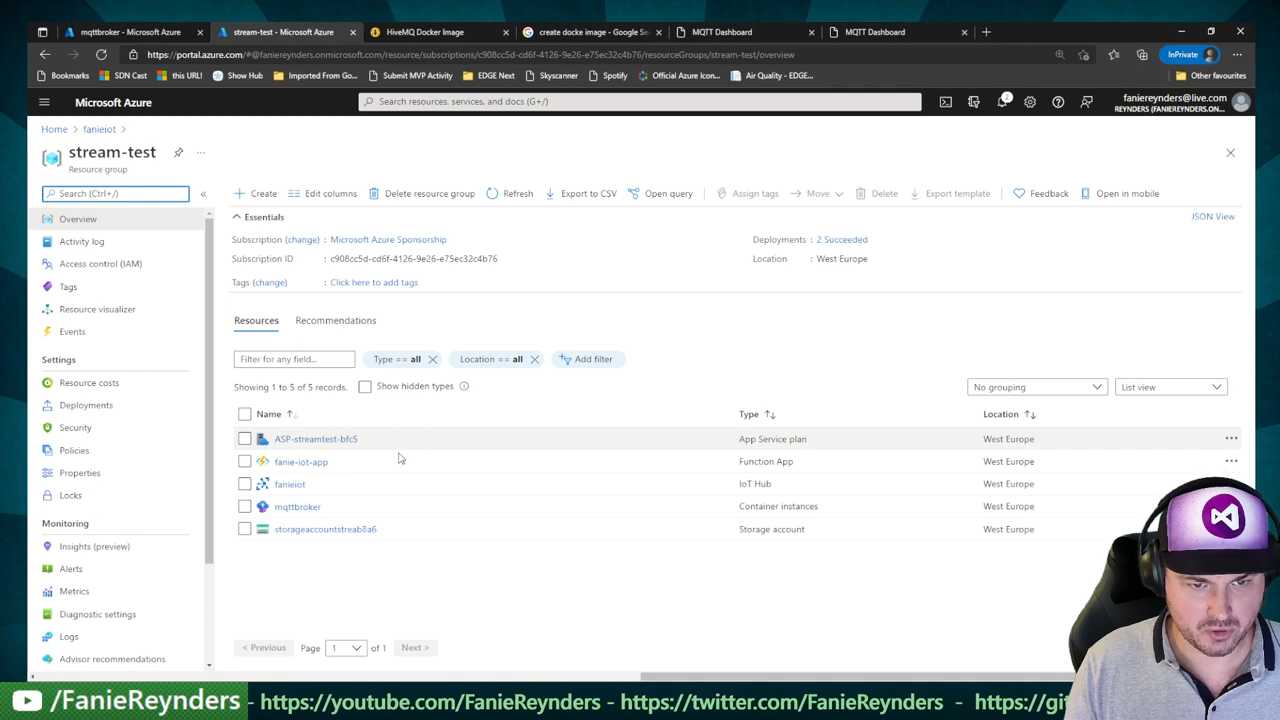 mqttbroker - Microsoft Azure
stream-test - Microsoft Azure
HiveMQ Docker Image
create docke image - Google Se
MQTT Dashboard
MQTT Dashboard
https://portal.azure.com/#@faniereynders.onmicrosoft.com/resource/subscriptions/c908cc5d-cd6f-4126-9e26-e75ec32c4b76/resourceGroups/stream-test/overview
InPrivate
Bookmarks
SDN Cast
this URL!
Show Hub
Imported From Goo
Submit MVP Activity
EDGE Next
Skyscanner
Spotify
Official Azure Icon...
Air Quality - EDGE...
Other favourites
Microsoft Azure
Search resources, services, and docs (G+/)
2
faniereynders@live.com
REYNDERS (FANIEREYNDERS.ON...
Home > fanieiot >
stream-test
Resource group
Search (Ctrl+/)
Overview
Activity log
Access control (IAM)
Tags
Resource visualizer
Events
Settings
Resource costs
Deployments
Security
Policies
Properties
Locks
Monitoring
Insights (preview)
Alerts
Metrics
Diagnostic settings
Logs
Advisor recommendations
Create
Edit columns
Delete resource group
Refresh
Export to CSV
Open query
Assign tags
Move
Delete
Export template
Feedback
Open in mobile
Essentials
JSON View
Subscription (change) : Microsoft Azure Sponsorship
Deployments : 2 Succeeded
Subscription ID : c908cc5d-cd6f-4126-9e26-e75ec32c4b76
Location : West Europe
Tags (change) : Click here to add tags
Resources
Recommendations
Filter for any field...
Type == all
Location == all
Add filter
Showing 1 to 5 of 5 records.
Show hidden types
No grouping
List view
Name
Type
Location
ASP-streamtest-bfc5
App Service plan
West Europe
fanie-iot-app
Function App
West Europe
fanieiot
IoT Hub
West Europe
mqttbroker
Container instances
West Europe
storageaccountstreab8a6
Storage account
West Europe
< Previous
Page
1
of 1
Next >
/FanieReynders - https://youtube.com/FanieReynders - https://twitter.com/FanieReynders - https://gi